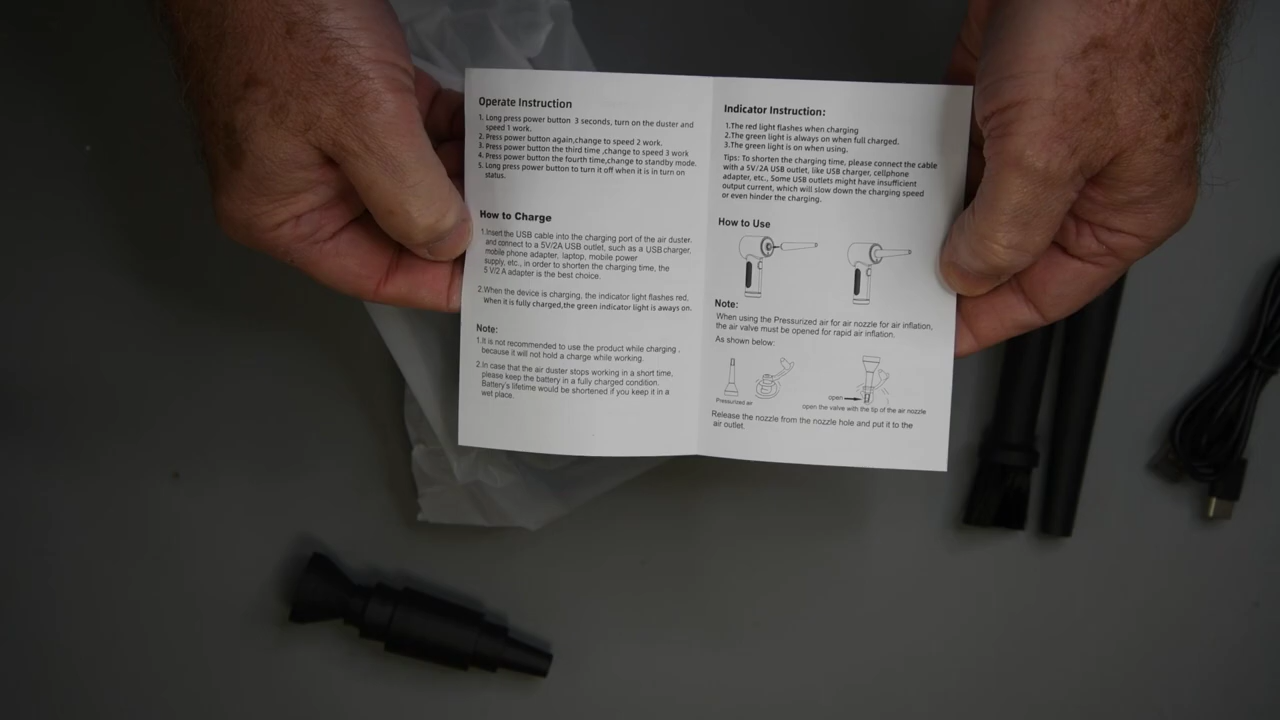 Operate Instruction
1. Long press power button 3 seconds, turn on the duster and
speed 1 work.
2. Press power button again,change to speed 2 work.
3. Press power button the third time ,change to speed 3 work
4. Press power button the fourth time,change to standby mode.
5. Long press power button to turn it off when it is in turn on
status.
How to Charge
1.Insert the USB cable into the charging port of the air duster,
and connect to a 5V/2A USB outlet, such as a USB charger,
mobile phone adapter, laptop, mobile power
supply, etc., in order to shorten the charging time, the
5 V/2 A adapter is the best choice.
2.When the device is charging, the indicator light flashes red,
When it is fully charged,the green indicator light is aways on.
Note:
1.It is not recommended to use the product while charging ,
because it will not hold a charge while working.
2.In case that the air duster stops working in a short time,
please keep the battery in a fully charged condition.
Battery's lifetime would be shortened if you keep it in a
wet place.
Indicator Instruction:
1.The red light flashes when charging
2.The green light is always on when full charged.
3.The green light is on when using.
Tips: To shorten the charging time, please connect the cable
with a 5V/2A USB outlet, like USB charger, cellphone
adapter, etc., Some USB outlets might have insufficient
output current, which will slow down the charging speed
or even hinder the charging.
How to Use
Note:
When using the Pressurized air for air nozzle for air inflation,
the air valve must be opened for rapid air inflation.
As shown below:
Pressurized air
open
open the valve with the tip of the air nozzle
Release the nozzle from the nozzle hole and put it to the
air outlet.